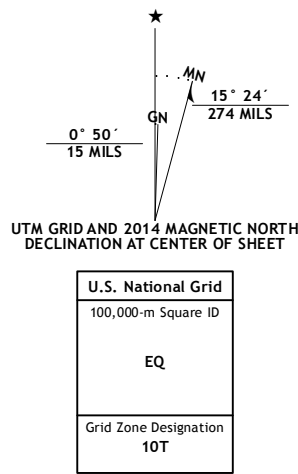 MN
GN
15° 24´
274 MILS
0° 50´
15 MILS
UTM GRID AND 2014 MAGNETIC NORTH
DECLINATION AT CENTER OF SHEET
U.S. National Grid
100,000-m Square ID
EQ
Grid Zone Designation
10T